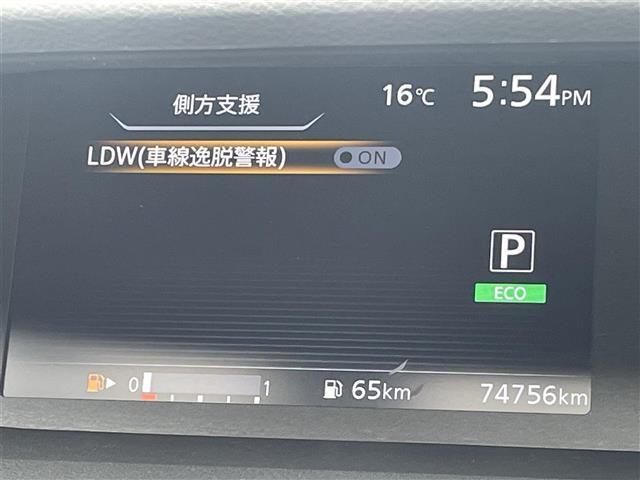 側方支援
16℃ 5:54PM
LDW(車線逸脱警報) ON
P
ECO
0 1 65km 74756km